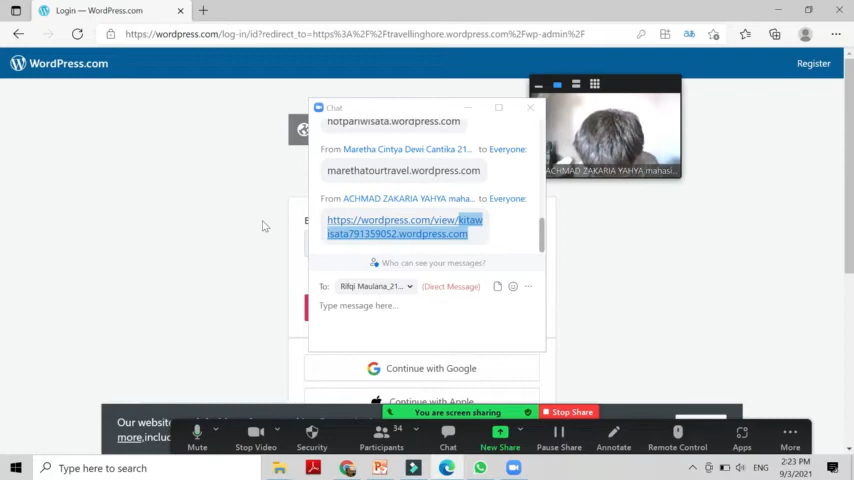 Login — WordPress.com
https://wordpress.com/log-in/id?redirect_to=https%3A%2F%2Ftravellinghore.wordpress.com%2Fwp-admin%2F
WordPress.com
Register
Chat
hotpariwisata.wordpress.com
From Maretha Cintya Dewi Cantika 21... to Everyone:
marethatourtravel.wordpress.com
From ACHMAD ZAKARIA YAHYA maha... to Everyone:
https://wordpress.com/view/kitaw
isata791359052.wordpress.com
Who can see your messages?
To: Rifqi Maulana_21... (Direct Message)
Type message here...
ACHMAD ZAKARIA YAHYA mahasi...
E
Continue with Google
Continue with Apple
You are screen sharing
Stop Share
Our website
more, inclu
34
Mute
Stop Video
Security
Participants
Chat
New Share
Pause Share
Annotate
Remote Control
Apps
More
Type here to search
ENG
2:23 PM
9/3/2021